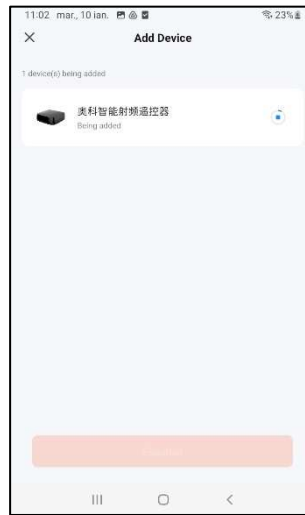 11:02 mar., 10 ian. 23%
Add Device
1 device(s) being added
奥科智能射频遥控器
Being added